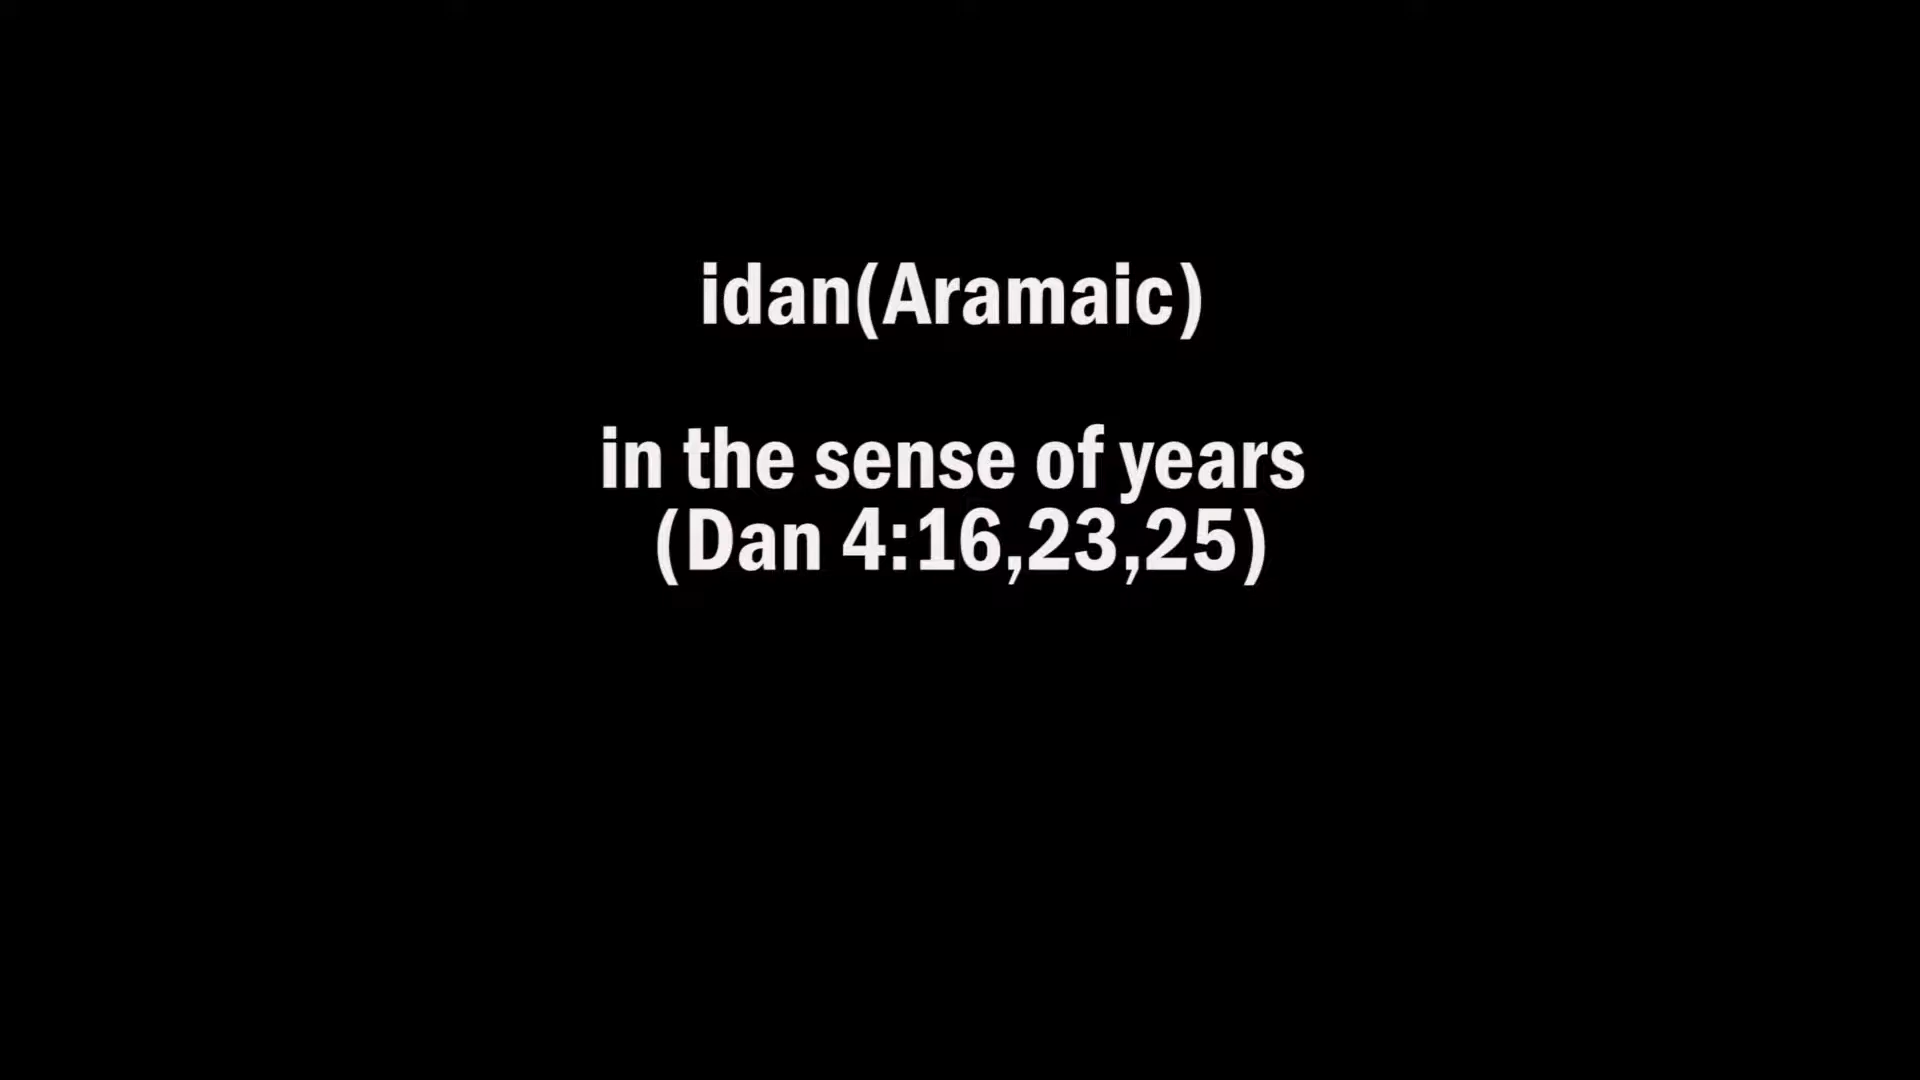 idan(Aramaic)
in the sense of years
(Dan 4:16,23,25)